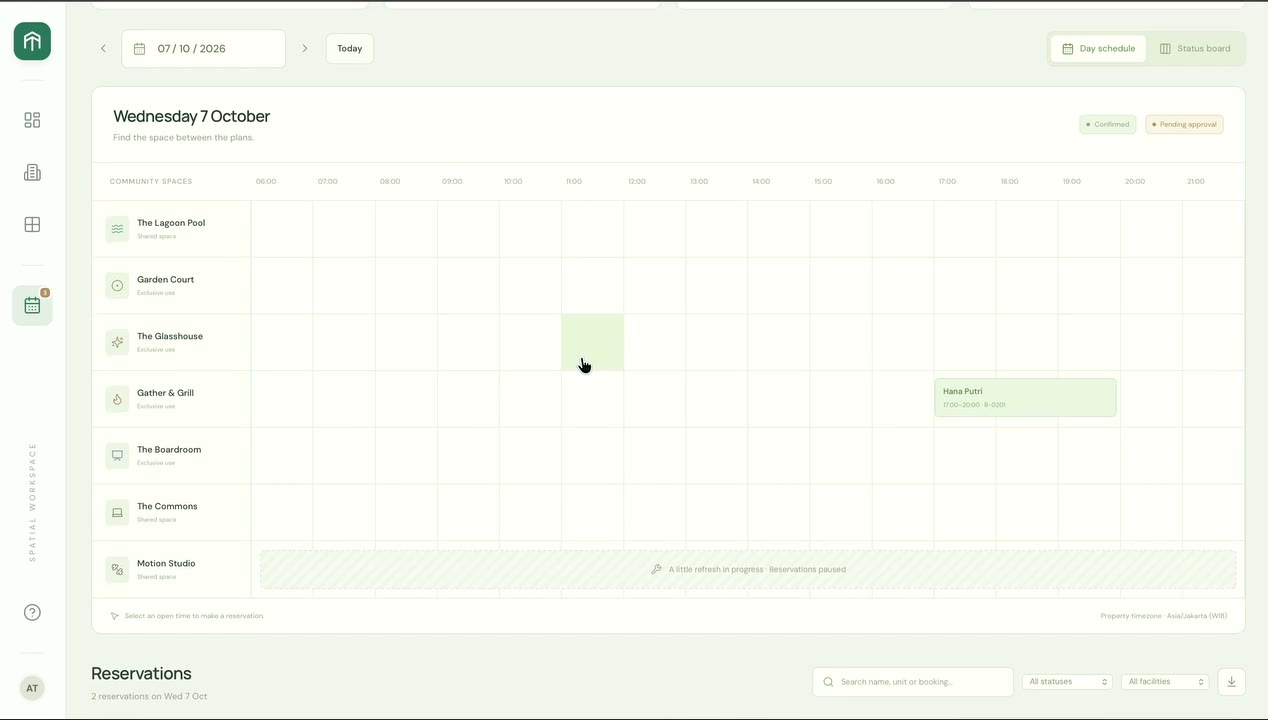 07 / 10 / 2026
Today
Day schedule
Status board
Wednesday 7 October
Find the space between the plans.
Confirmed
Pending approval
COMMUNITY SPACES
06:00
07:00
08:00
09:00
10:00
11:00
12:00
13:00
14:00
15:00
16:00
17:00
18:00
19:00
20:00
21:00
The Lagoon Pool
Shared space
Garden Court
Exclusive use
3
The Glasshouse
Exclusive use
Gather & Grill
Exclusive use
Hana Putri
17:00–20:00 · B-0201
The Boardroom
Exclusive use
The Commons
Shared space
SPATIAL WORKSPACE
Motion Studio
Shared space
A little refresh in progress · Reservations paused
Select an open time to make a reservation
Property timezone · Asia/Jakarta (WIB)
Reservations
2 reservations on Wed 7 Oct
Search name, unit or booking...
All statuses
All facilities
AT